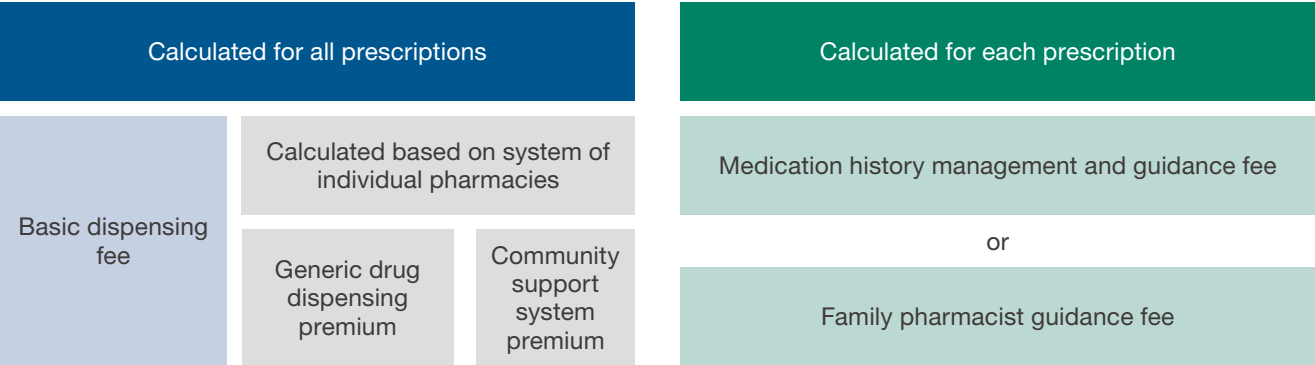 Calculated for all prescriptions
Basic dispensing
fee
Calculated based on system of
individual pharmacies
Generic drug
dispensing
premium
Community
support
system
premium
Calculated for each prescription
Medication history management and guidance fee
or
Family pharmacist guidance fee